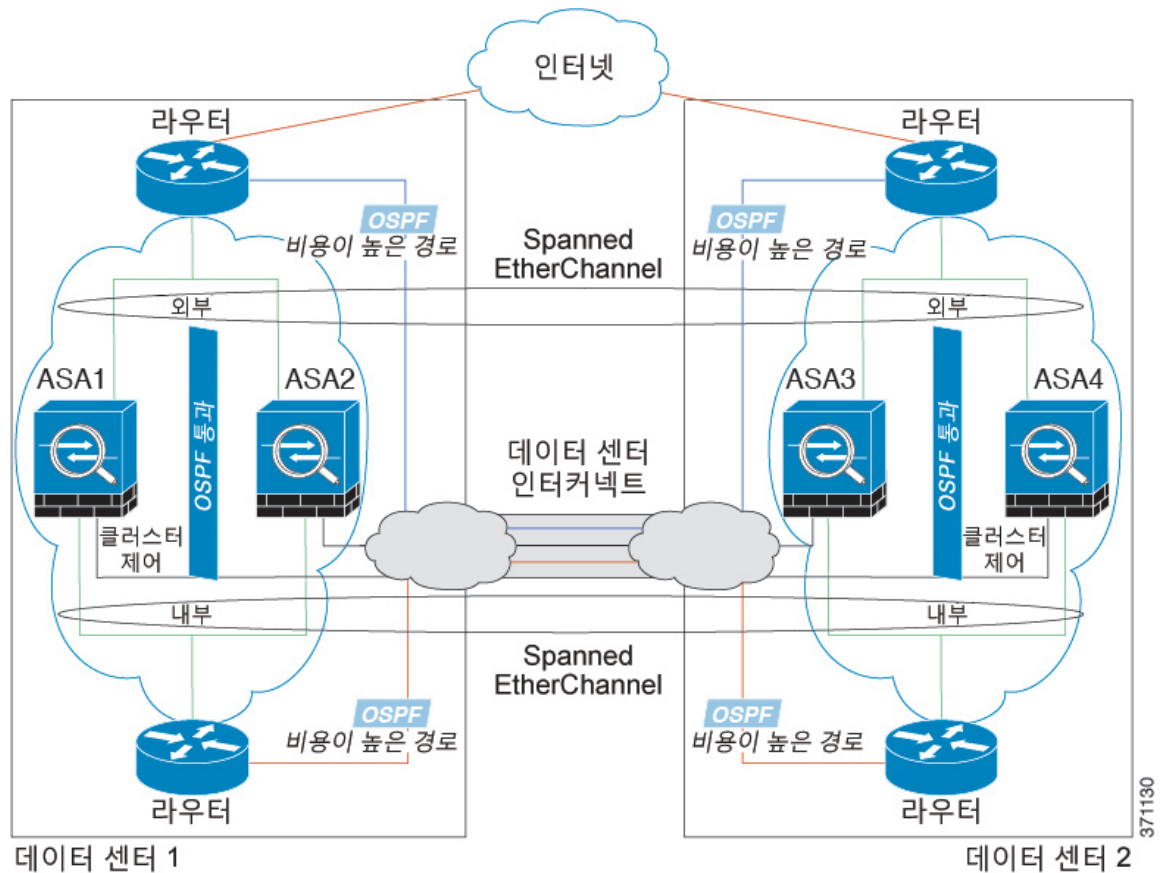 인터넷
라우터
라우터
OSPF
비용이 높은 경로
Spanned
EtherChannel
OSPF
비용이 높은 경로
외부
외부
ASA1
ASA2
ASA3
ASA4
OSPF 통과
OSPF 통과
데이터 센터
인터커넥트
클러스터
제어
클러스터
제어
내부
내부
Spanned
EtherChannel
OSPF
비용이 높은 경로
OSPF
비용이 높은 경로
라우터
라우터
371130
데이터 센터 1
데이터 센터 2